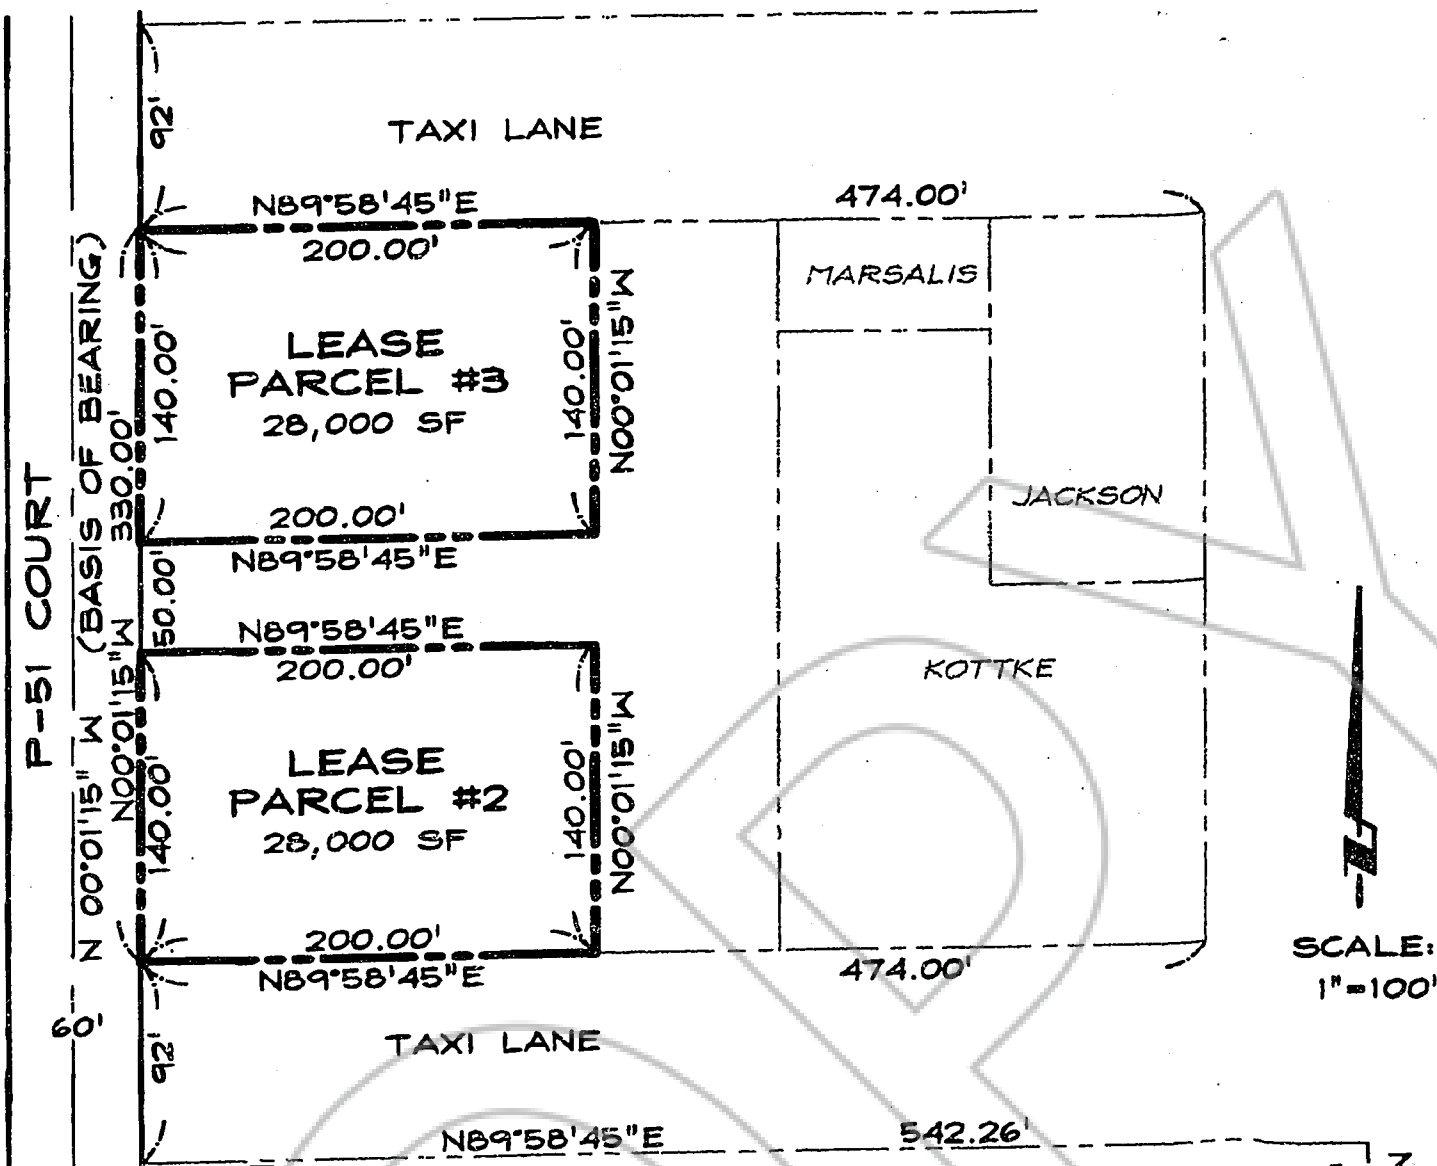 92'
TAXI LANE
N89°58'45"E
200.00'
474.00'
MARSALIS
140.00'
LEASE
PARCEL #3
28,000 SF
140.00'
N00°01'15"W
330.00'
(BASIS OF BEARING)
P-51 COURT
JACKSON
200.00'
N89°58'45"E
50.00'
N89°58'45"E
200.00'
KOTTKE
N00°01'15"W
N 00°01'15" W
140.00'
LEASE
PARCEL #2
28,000 SF
140.00'
N00°01'15"W
200.00'
N89°58'45"E
474.00'
SCALE:
1"=100'
60'
92'
TAXI LANE
N89°58'45"E
542.26'